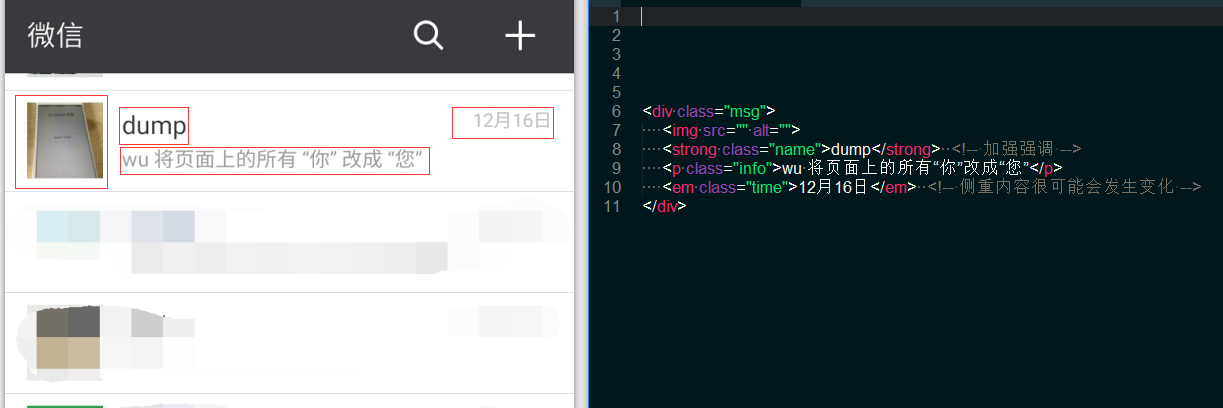 微信
dump
12月16日
wu 将页面上的所有 “你” 改成 “您”
1
2
3
4
5
6 <div class="msg">
7 ····<img src="" alt="">
8 ····<strong class="name">dump</strong>··<!-- 加强强调 -->
9 ····<p class="info">wu 将页面上的所有“你”改成“您”</p>
10 ····<em class="time">12月16日</em>··<!-- 侧重内容很可能会发生变化 -->
11 </div>